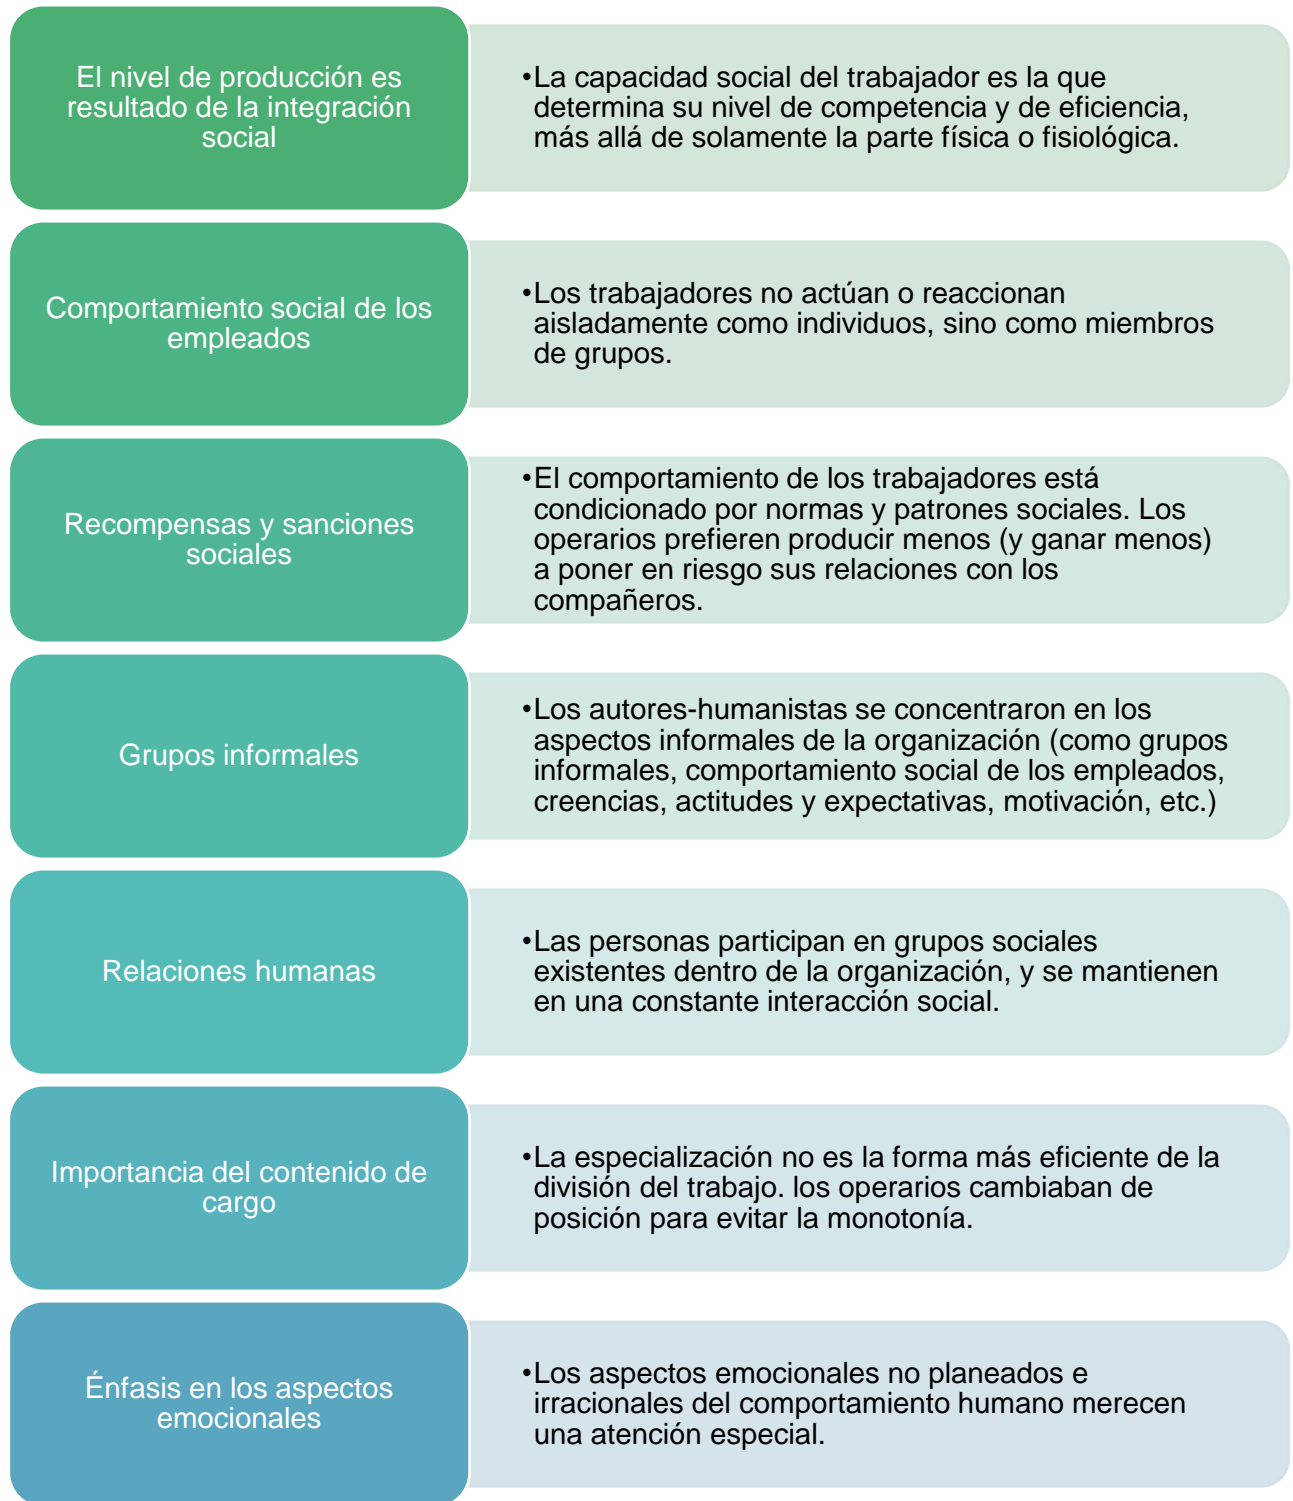 El nivel de producción es
resultado de la integración
social
•La capacidad social del trabajador es la que
determina su nivel de competencia y de eficiencia,
más allá de solamente la parte física o fisiológica.
Comportamiento social de los
empleados
•Los trabajadores no actúan o reaccionan
aisladamente como individuos, sino como miembros
de grupos.
Recompensas y sanciones
sociales
•El comportamiento de los trabajadores está
condicionado por normas y patrones sociales. Los
operarios prefieren producir menos (y ganar menos)
a poner en riesgo sus relaciones con los
compañeros.
Grupos informales
•Los autores-humanistas se concentraron en los
aspectos informales de la organización (como grupos
informales, comportamiento social de los empleados,
creencias, actitudes y expectativas, motivación, etc.)
Relaciones humanas
•Las personas participan en grupos sociales
existentes dentro de la organización, y se mantienen
en una constante interacción social.
Importancia del contenido de
cargo
•La especialización no es la forma más eficiente de la
división del trabajo. los operarios cambiaban de
posición para evitar la monotonía.
Énfasis en los aspectos
emocionales
•Los aspectos emocionales no planeados e
irracionales del comportamiento humano merecen
una atención especial.